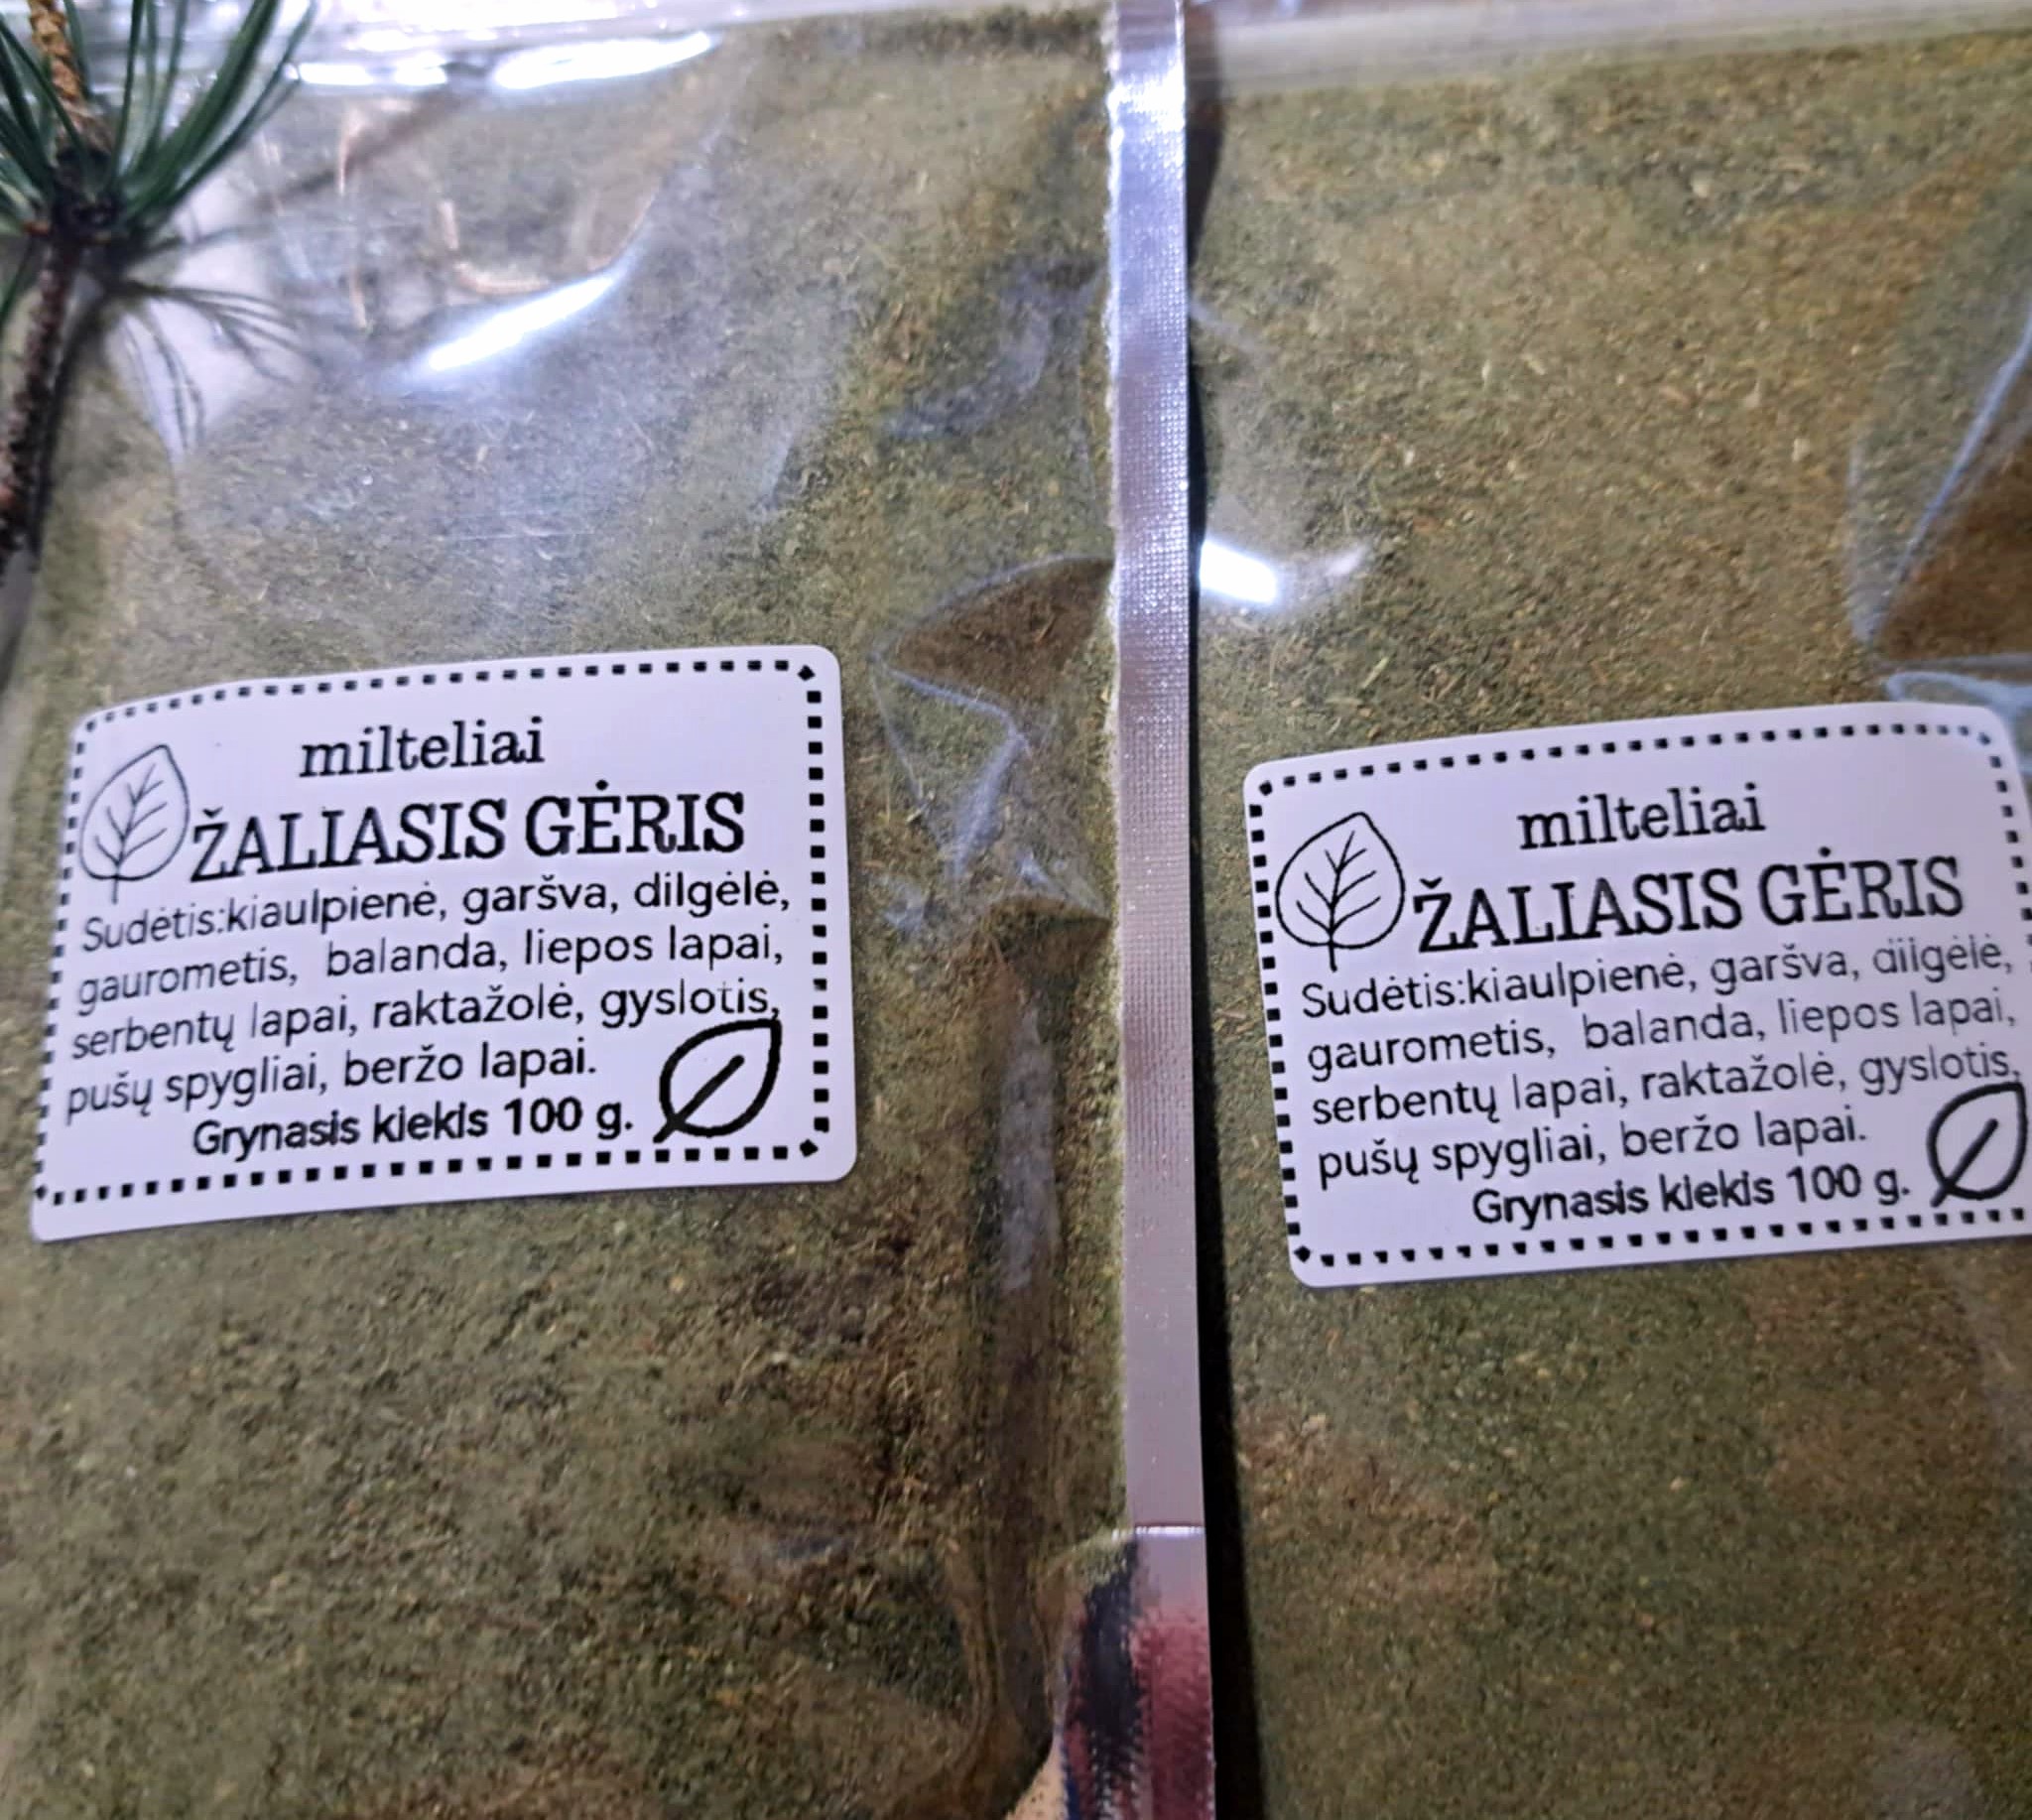 milteliai
ŽALIASIS GĖRIS
Sudėtis:kiaulpienė, garšva, dilgėlė,
gaurometis, balanda, liepos lapai,
serbentų lapai, raktažolė, gyslotis,
pušų spygliai, beržo lapai.
Grynasis kiekis 100 g.
milteliai
ŽALIASIS GĖRIS
Sudėtis:kiaulpienė, garšva, dilgėlė,
gaurometis, balanda, liepos lapai,
serbentų lapai, raktažolė, gyslotis,
pušų spygliai, beržo lapai.
Grynasis kiekis 100 g.